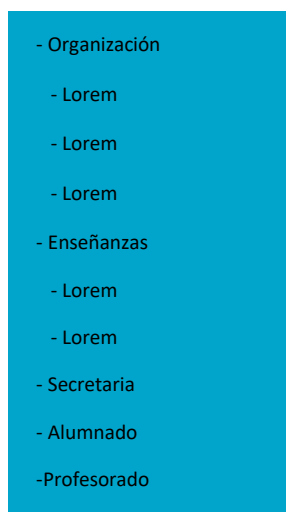 - Organización
- Lorem
- Lorem
- Lorem
- Enseñanzas
- Lorem
- Lorem
- Secretaria
- Alumnado
-Profesorado